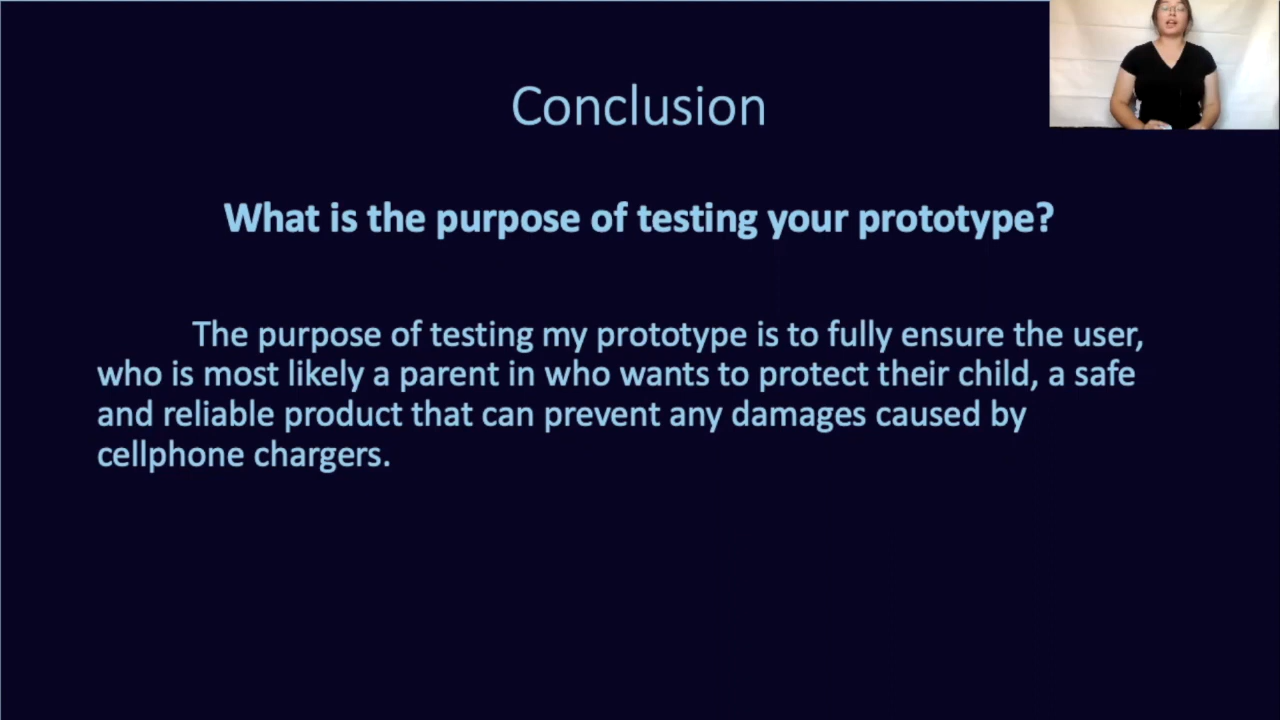 Conclusion
What is the purpose of testing your prototype?
The purpose of testing my prototype is to fully ensure the user,
who is most likely a parent in who wants to protect their child, a safe
and reliable product that can prevent any damages caused by
cellphone chargers.